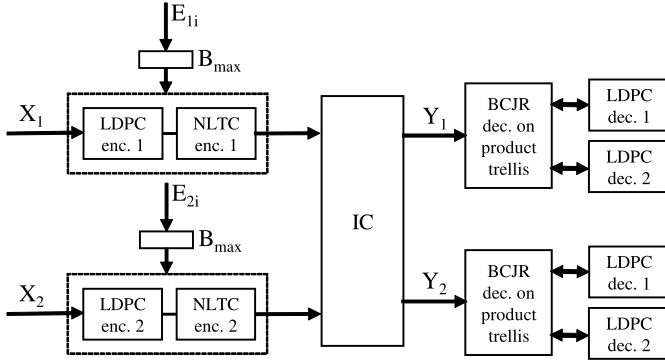 E1i
Bmax
X1
LDPC
enc. 1
NLTC
enc. 1
E2i
Bmax
X2
LDPC
enc. 2
NLTC
enc. 2
IC
Y1
BCJR
dec. on
product
trellis
LDPC
dec. 1
LDPC
dec. 2
Y2
BCJR
dec. on
product
trellis
LDPC
dec. 1
LDPC
dec. 2